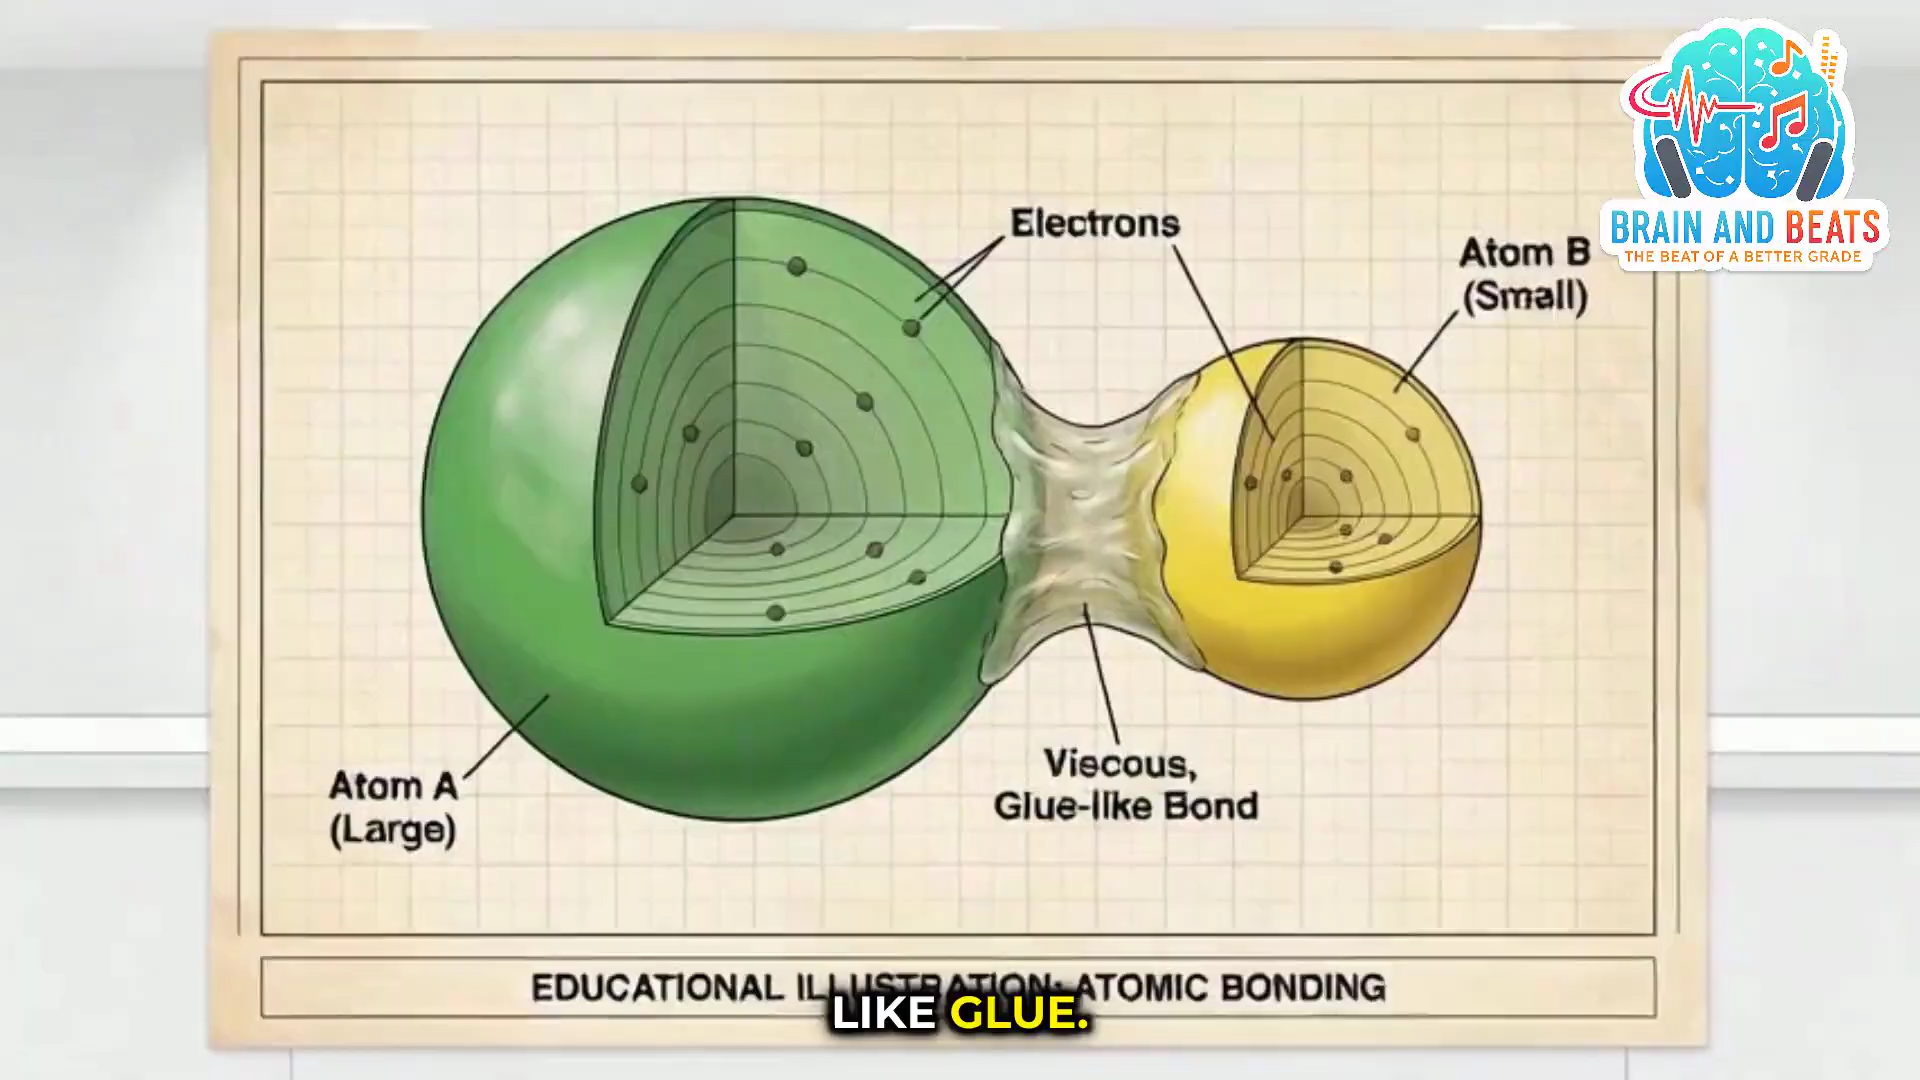 Electrons
Atom B
(Small)
BRAIN AND BEATS
THE BEAT OF A BETTER GRADE
Atom A
(Large)
Viecous,
Glue-like Bond
EDUCATIONAL ILLUSTRATION: ATOMIC BONDING
LIKE GLUE.